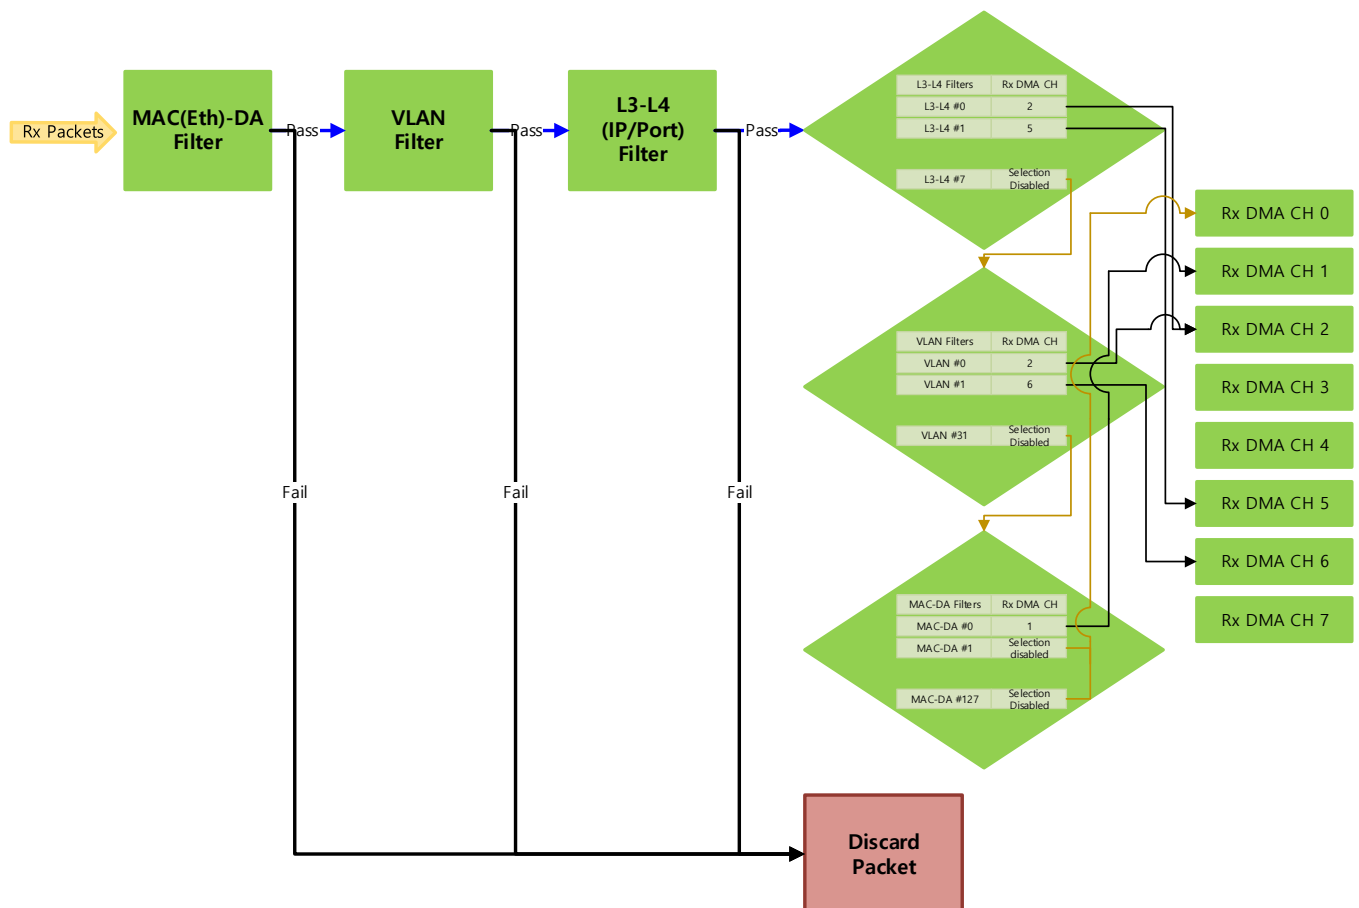 Rx Packets
MAC(Eth)-DA
Filter
Pass
VLAN
Filter
Pass
L3-L4
(IP/Port)
Filter
Pass
L3-L4 Filters Rx DMA CH
L3-L4 #0 2
L3-L4 #1 5
L3-L4 #7 Selection
Disabled
VLAN Filters Rx DMA CH
VLAN #0 2
VLAN #1 6
VLAN #31 Selection
Disabled
MAC-DA Filters Rx DMA CH
MAC-DA #0 1
MAC-DA #1 Selection
disabled
MAC-DA #127 Selection
Disabled
Rx DMA CH 0
Rx DMA CH 1
Rx DMA CH 2
Rx DMA CH 3
Rx DMA CH 4
Rx DMA CH 5
Rx DMA CH 6
Rx DMA CH 7
Fail
Fail
Fail
Discard
Packet